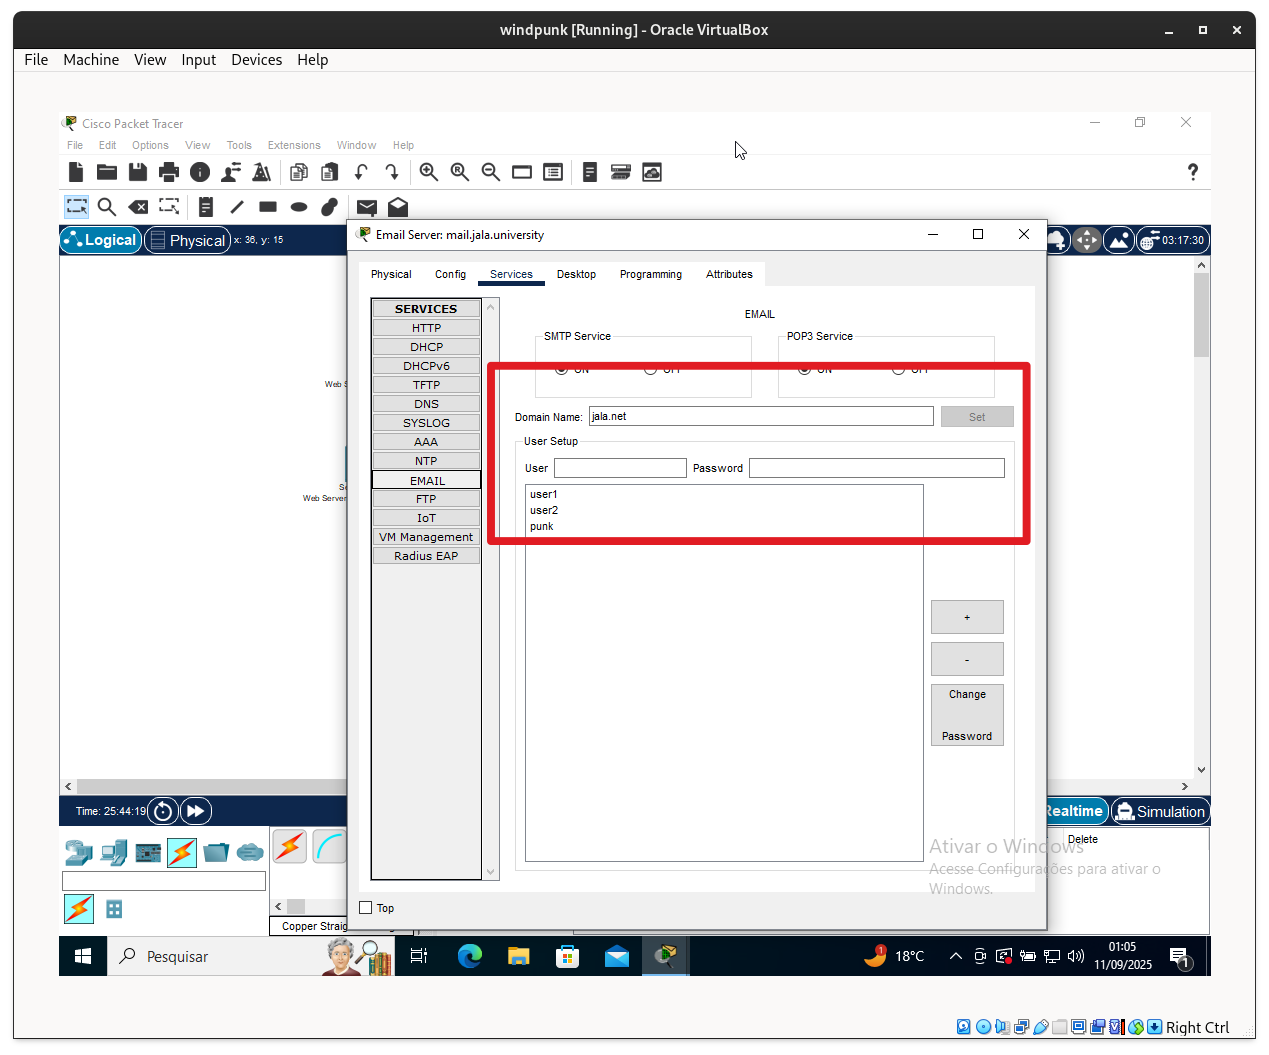 windpunk [Running] - Oracle VirtualBox
File Machine View Input Devices Help
Cisco Packet Tracer
File Edit Options View Tools Extensions Window Help
?
Logical Physical x: 36, y: 15
03:17:30
Email Server: mail.jala.university
Physical Config Services Desktop Programming Attributes
SERVICES
HTTP
DHCP
DHCPv6
TFTP
DNS
SYSLOG
AAA
NTP
EMAIL
FTP
IoT
VM Management
Radius EAP
EMAIL
SMTP Service
ON OFF
POP3 Service
ON OFF
Domain Name: jala.net Set
User Setup
User Password
user1
user2
punk
+
-
Change
Password
Top
Web S
Se
Web Server
Time: 25:44:19
Realtime Simulation
Delete
Copper Straig
Ativar o Windows
Acesse Configurações para ativar o
Windows.
Pesquisar
1
18°C
01:05
11/09/2025
1
Right Ctrl